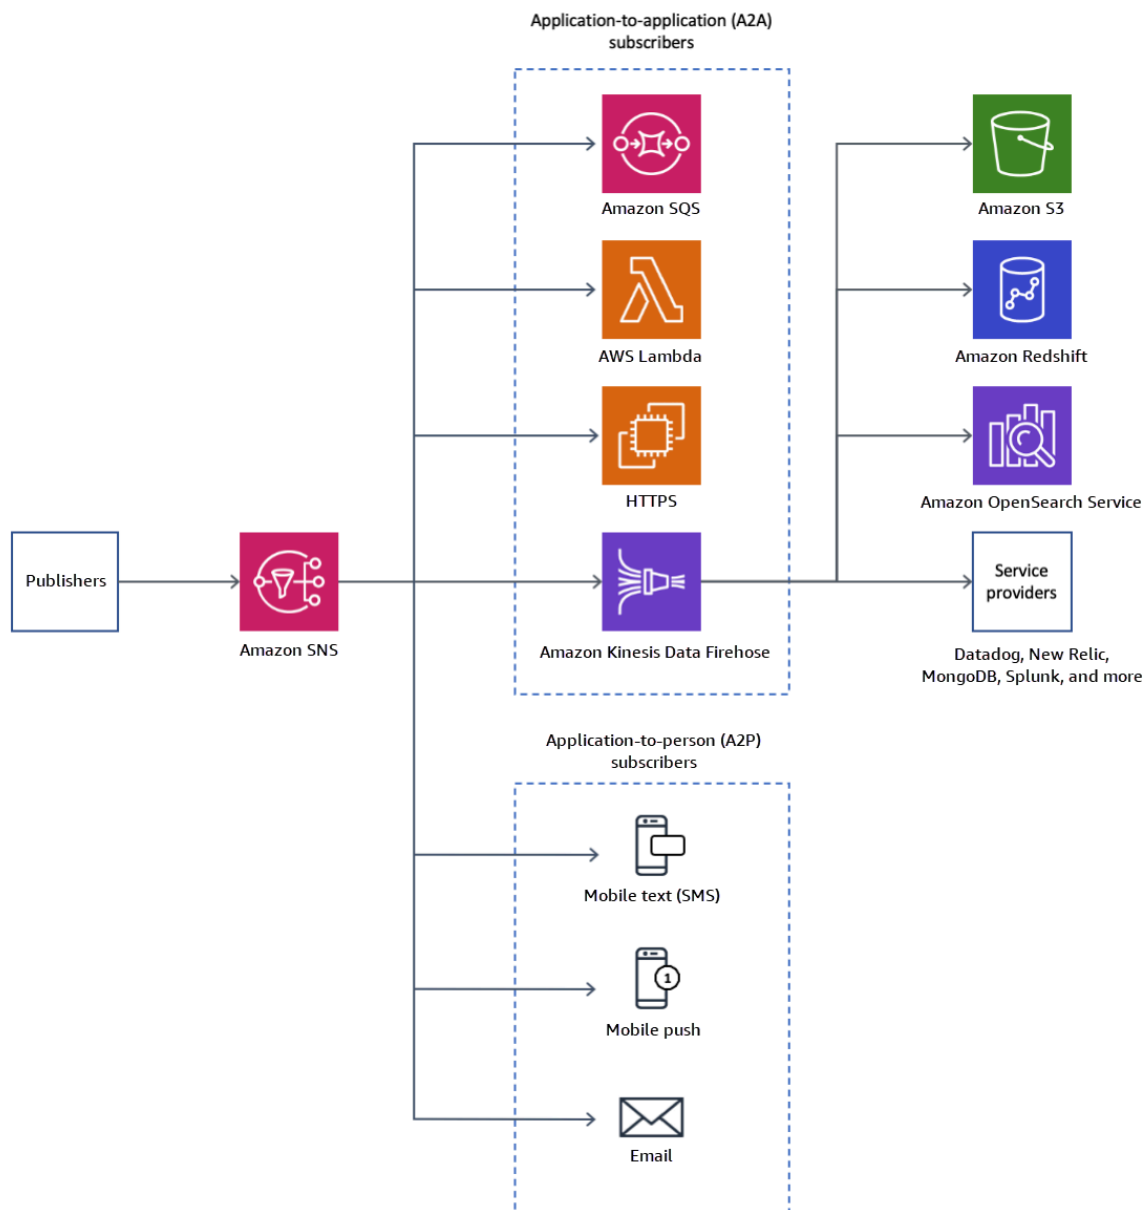 Application-to-application (A2A)
subscribers
Amazon SQS
Amazon S3
AWS Lambda
Amazon Redshift
HTTPS
Amazon OpenSearch Service
Publishers
Amazon SNS
Amazon Kinesis Data Firehose
Service
providers
Datadog, New Relic,
MongoDB, Splunk, and more
Application-to-person (A2P)
subscribers
Mobile text (SMS)
1
Mobile push
Email